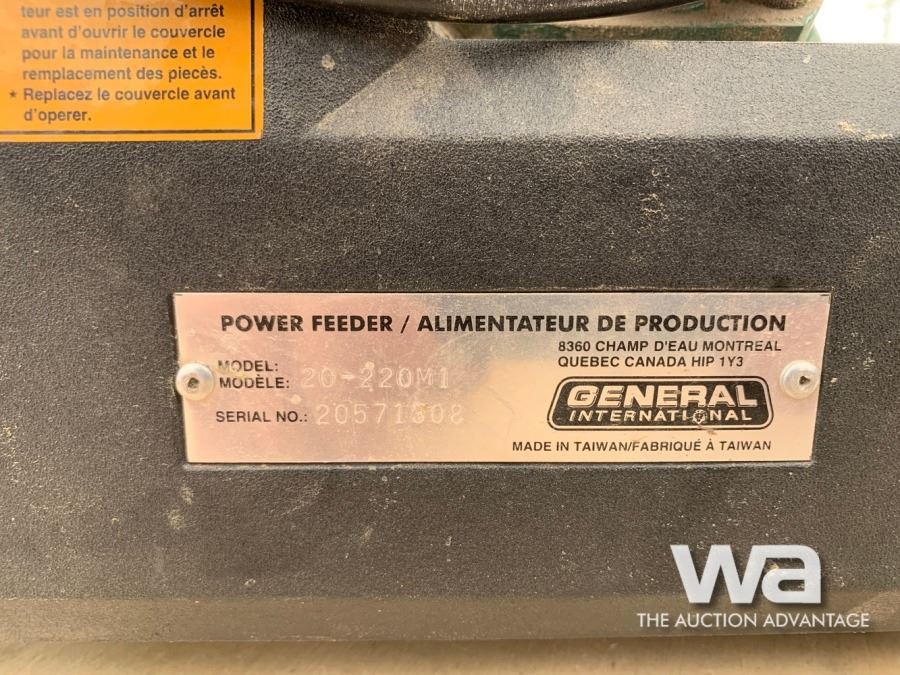 teur est en position d'arrêt
avant d'ouvrir le couvercle
pour la maintenance et le
remplacement des piecès.
* Replacez le couvercle avant
d'operer.
POWER FEEDER / ALIMENTATEUR DE PRODUCTION
8360 CHAMP D'EAU MONTREAL
QUEBEC CANADA HIP 1Y3
MODEL:
MODÈLE: 20-220M1
GENERAL
INTERNATIONAL
SERIAL NO.:
MADE IN TAIWAN/FABRIQUÉ À TAIWAN
wa
THE AUCTION ADVANTAGE